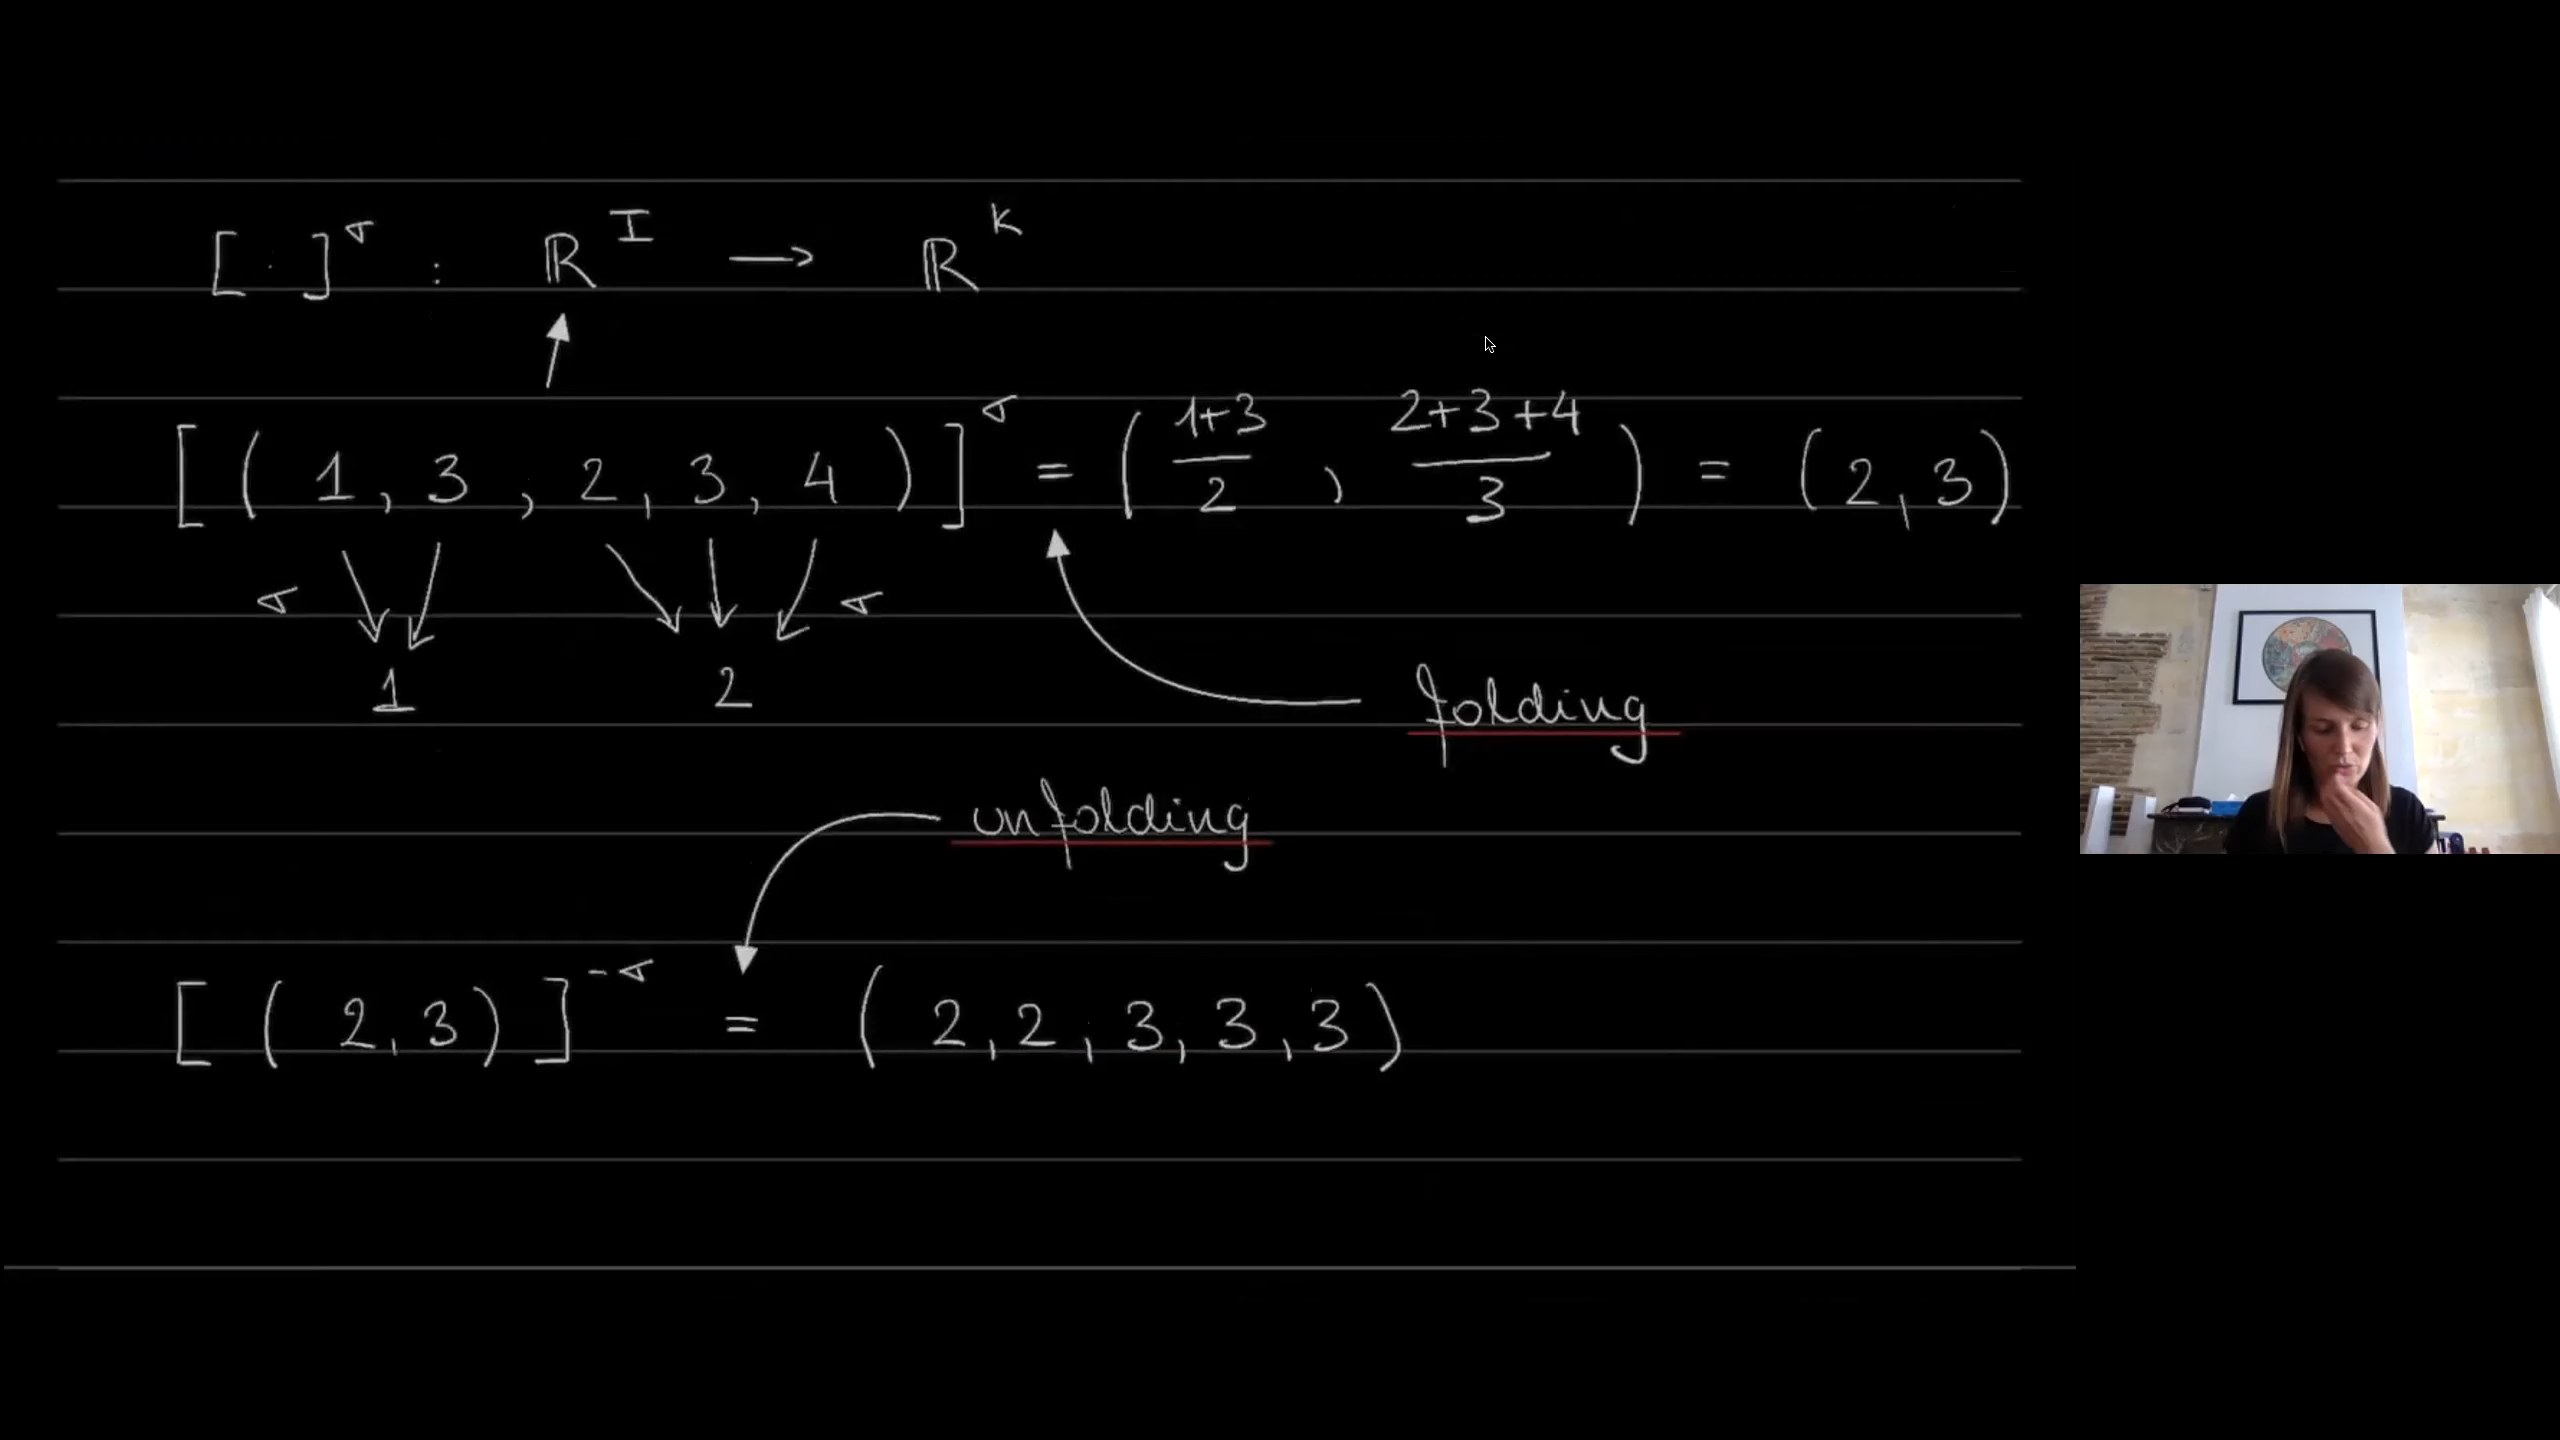 [ · ]^σ : ℝ^I → ℝ^K
[ ( 1 , 3 , 2 , 3 , 4 ) ]^σ = ( (1+3)/2 , (2+3+4)/3 ) = ( 2 , 3 )
σ σ
1 2
folding
unfolding
[ ( 2 , 3 ) ]^-σ = ( 2 , 2 , 3 , 3 , 3 )